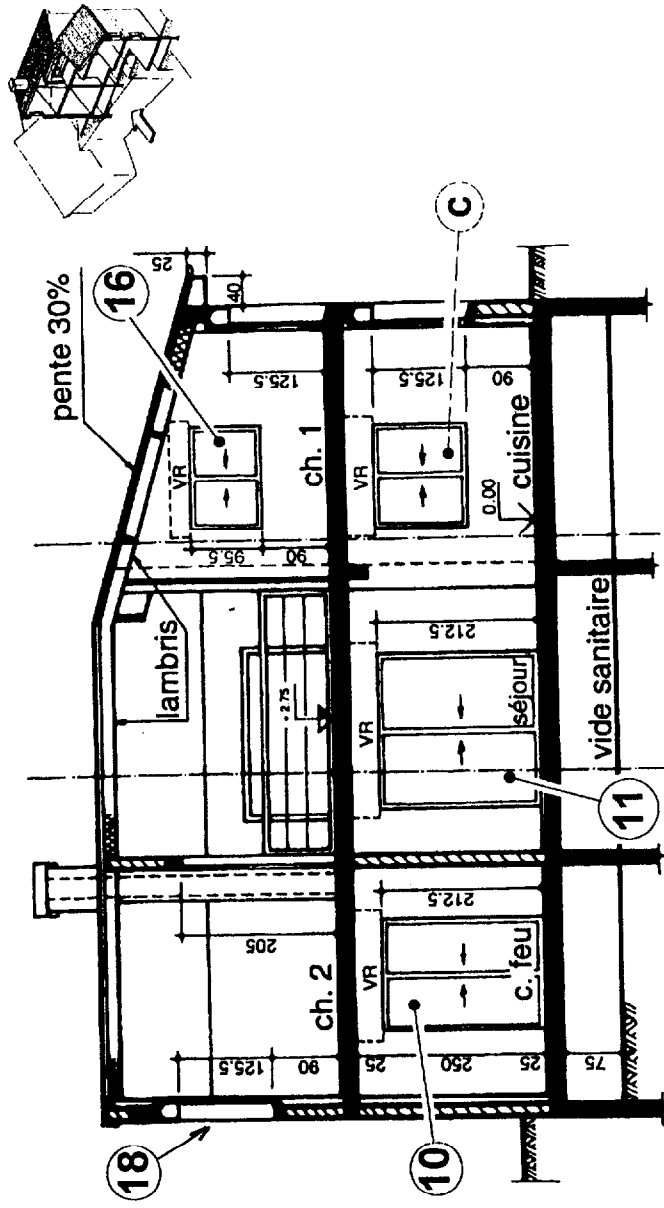 18
10
11
16
C
pente 30%
lambris
25
40
VR
125.5
95.5
90
ch. 1
+ 2.75
205
125.5
90
ch. 2
VR
VR
VR
125.5
90
0.00
cuisine
212.5
séjour
212.5
c. feu
25
250
25
75
vide sanitaire